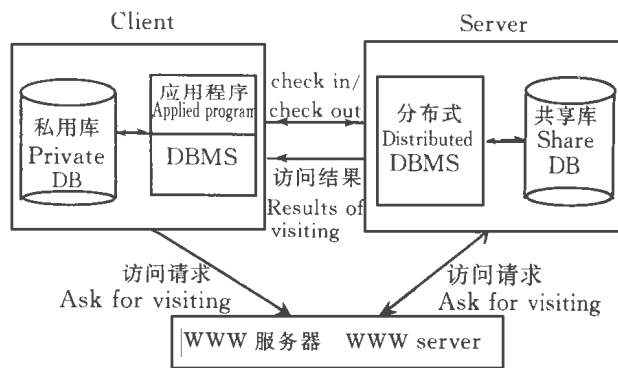 Client
Server
私用库
Private
DB
应用程序
Applied program
DBMS
check in/
check out
访问结果
Results of
visiting
分布式
Distributed
DBMS
共享库
Share
DB
访问请求
Ask for visiting
访问请求
Ask for visiting
WWW 服务器 WWW server